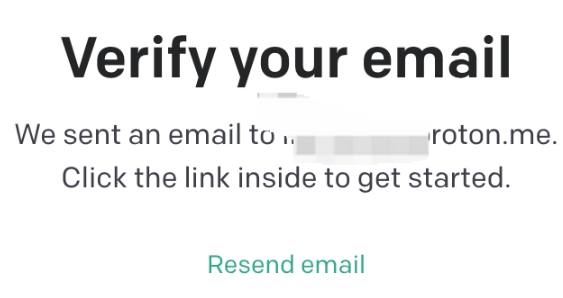 Verify your email
We sent an email to roton.me.
Click the link inside to get started.
Resend email